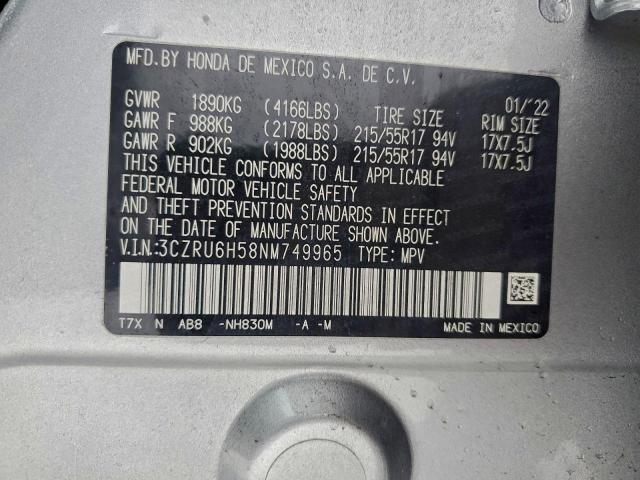 MFD. BY HONDA DE MEXICO S.A. DE C.V.
01/'22
GVWR 1890KG (4166LBS) TIRE SIZE RIM SIZE
GAWR F 988KG (2178LBS) 215/55R17 94V 17X7.5J
GAWR R 902KG (1988LBS) 215/55R17 94V 17X7.5J
THIS VEHICLE CONFORMS TO ALL APPLICABLE
FEDERAL MOTOR VEHICLE SAFETY
AND THEFT PREVENTION STANDARDS IN EFFECT
ON THE DATE OF MANUFACTURE SHOWN ABOVE.
V.I.N.:3CZRU6H58NM749965 TYPE: MPV
T7X N AB8 -NH830M -A -M MADE IN MEXICO